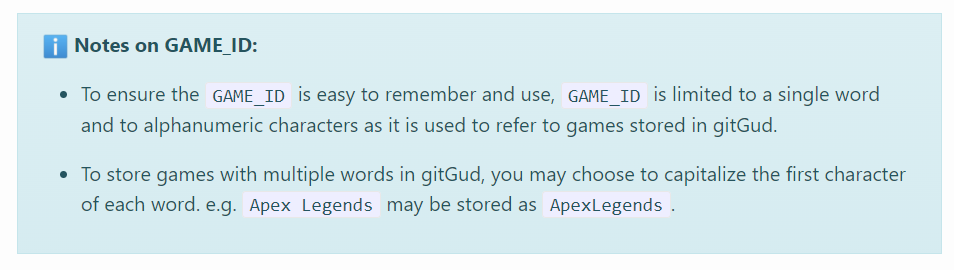 Notes on GAME_ID:
To ensure the GAME_ID is easy to remember and use, GAME_ID is limited to a single word
and to alphanumeric characters as it is used to refer to games stored in gitGud.
To store games with multiple words in gitGud, you may choose to capitalize the first character
of each word. e.g. Apex Legends may be stored as ApexLegends.